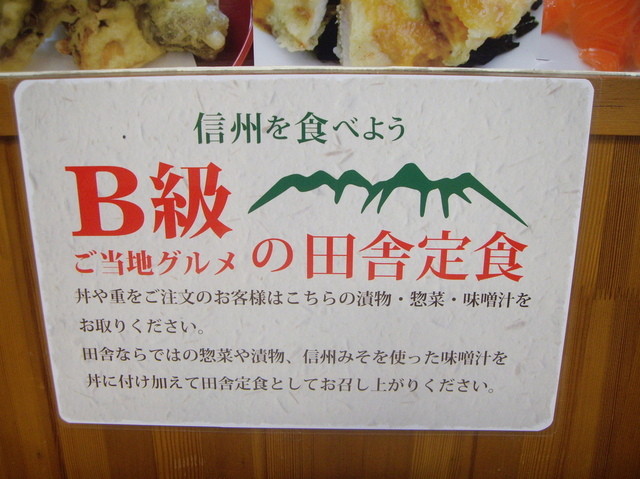 信州を食べよう
B級
ご当地グルメの田舎定食
丼や重をご注文のお客様はこちらの漬物・惣菜・味噌汁を
お取りください。
田舎ならではの惣菜や漬物、信州みそを使った味噌汁を
丼に付け加えて田舎定食としてお召し上がりください。